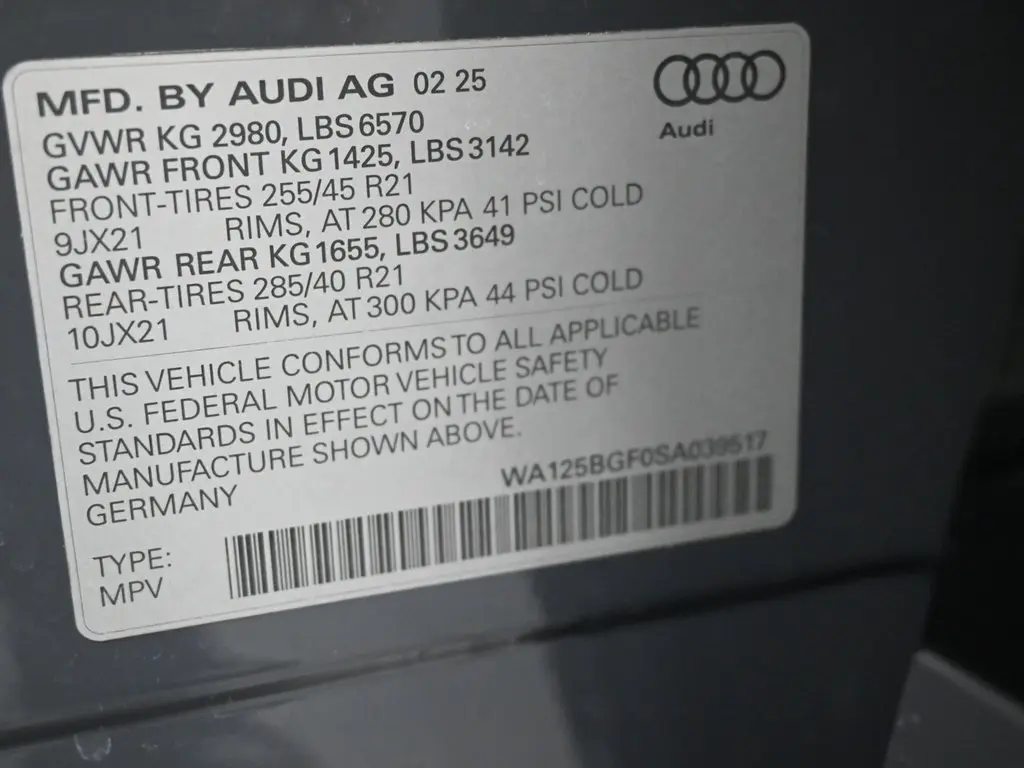 MFD. BY AUDI AG 02 25
Audi
GVWR KG 2980, LBS 6570
GAWR FRONT KG 1425, LBS 3142
FRONT-TIRES 255/45 R21
9JX21 RIMS, AT 280 KPA 41 PSI COLD
GAWR REAR KG 1655, LBS 3649
REAR-TIRES 285/40 R21
10JX21 RIMS, AT 300 KPA 44 PSI COLD
THIS VEHICLE CONFORMS TO ALL APPLICABLE
U.S. FEDERAL MOTOR VEHICLE SAFETY
STANDARDS IN EFFECT ON THE DATE OF
MANUFACTURE SHOWN ABOVE.
GERMANY
WA125BGF0SA039517
TYPE:
MPV